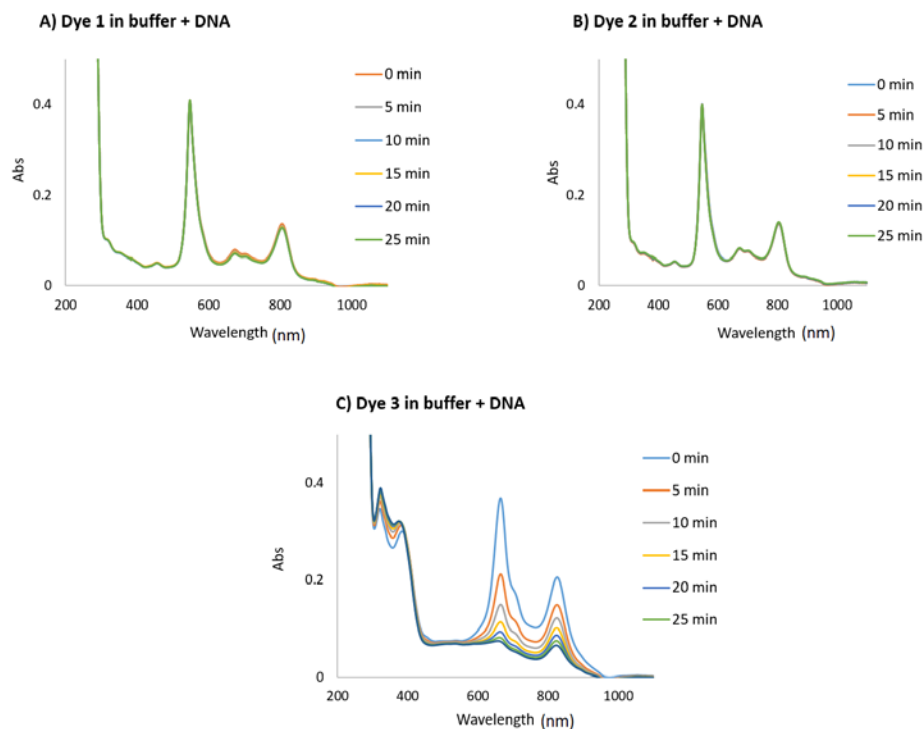 A) Dye 1 in buffer + DNA
0.4
0.2
0
Abs
200
400
600
800
1000
Wavelength (nm)
0 min
5 min
10 min
15 min
20 min
25 min
B) Dye 2 in buffer + DNA
0.4
0.2
0
Abs
200
400
600
800
1000
Wavelength (nm)
0 min
5 min
10 min
15 min
20 min
25 min
C) Dye 3 in buffer + DNA
0.4
0.2
0
Abs
200
400
600
800
1000
Wavelength (nm)
0 min
5 min
10 min
15 min
20 min
25 min